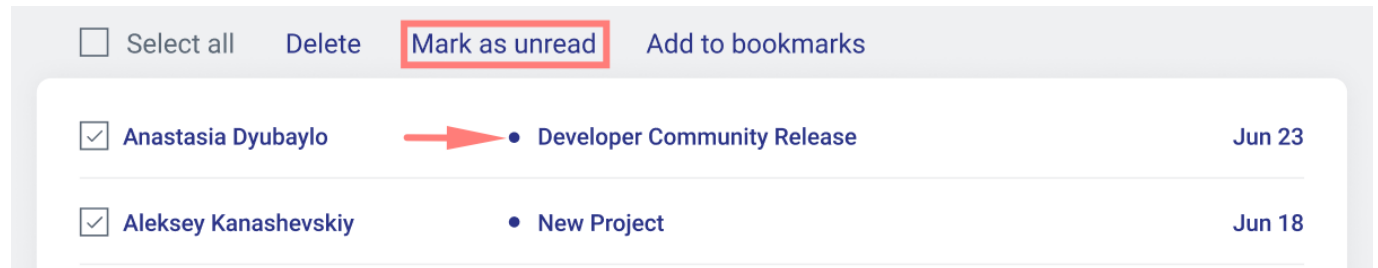 Select all Delete Mark as unread Add to bookmarks
Anastasia Dyubaylo • Developer Community Release Jun 23
Aleksey Kanashevskiy • New Project Jun 18